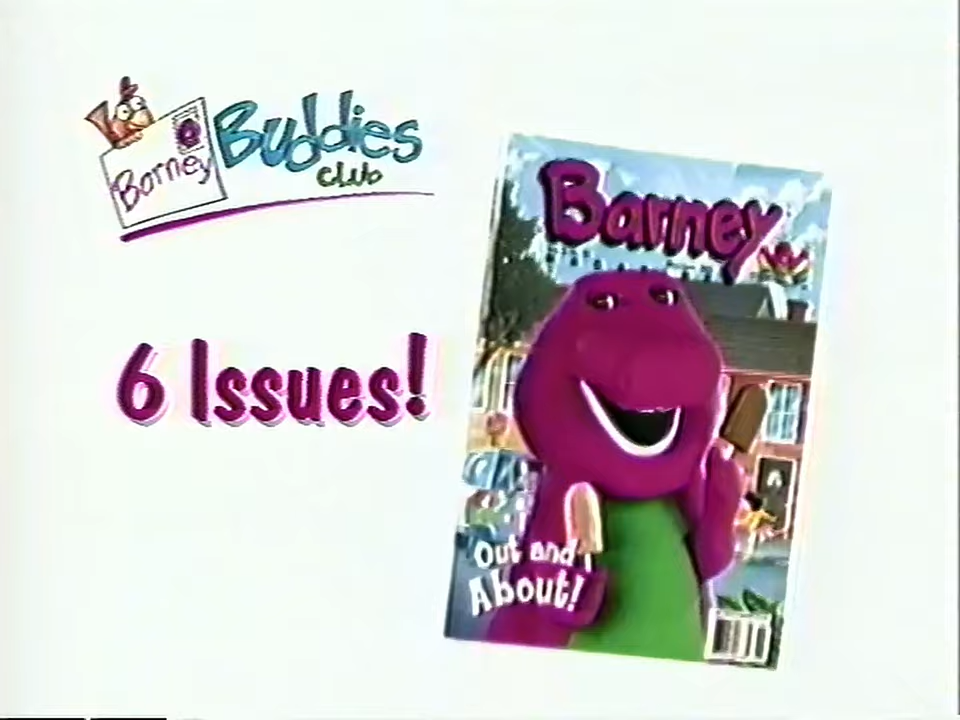 Barney
Buddies
club
6 Issues!
Barney
Out and
About!